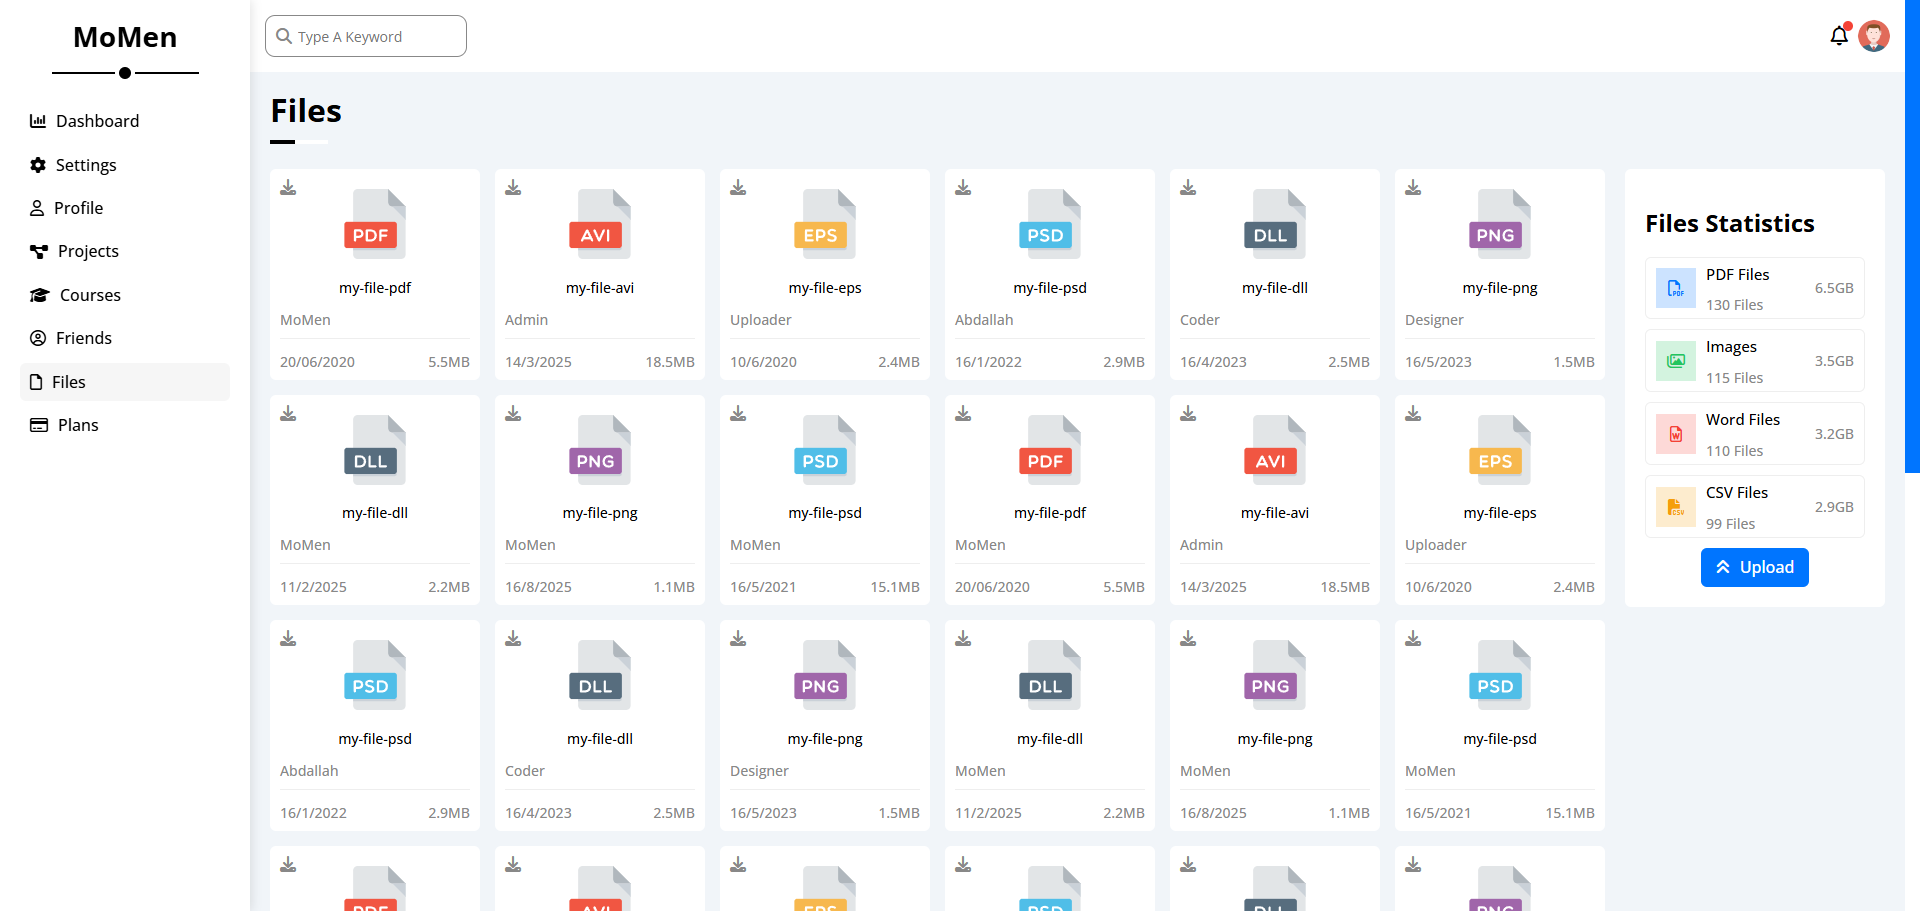 MoMen
Type A Keyword
Dashboard
Settings
Profile
Projects
Courses
Friends
Files
Plans
Files
PDF
my-file-pdf
MoMen
20/06/2020 5.5MB
AVI
my-file-avi
Admin
14/3/2025 18.5MB
EPS
my-file-eps
Uploader
10/6/2020 2.4MB
PSD
my-file-psd
Abdallah
16/1/2022 2.9MB
DLL
my-file-dll
Coder
16/4/2023 2.5MB
PNG
my-file-png
Designer
16/5/2023 1.5MB
DLL
my-file-dll
MoMen
11/2/2025 2.2MB
PNG
my-file-png
MoMen
16/8/2025 1.1MB
PSD
my-file-psd
MoMen
16/5/2021 15.1MB
PDF
my-file-pdf
MoMen
20/06/2020 5.5MB
AVI
my-file-avi
Admin
14/3/2025 18.5MB
EPS
my-file-eps
Uploader
10/6/2020 2.4MB
PSD
my-file-psd
Abdallah
16/1/2022 2.9MB
DLL
my-file-dll
Coder
16/4/2023 2.5MB
PNG
my-file-png
Designer
16/5/2023 1.5MB
DLL
my-file-dll
MoMen
11/2/2025 2.2MB
PNG
my-file-png
MoMen
16/8/2025 1.1MB
PSD
my-file-psd
MoMen
16/5/2021 15.1MB
PDF
AVI
EPS
PSD
DLL
PNG
Files Statistics
PDF
PDF Files
130 Files
6.5GB
Images
115 Files
3.5GB
W
Word Files
110 Files
3.2GB
CSV
CSV Files
99 Files
2.9GB
Upload